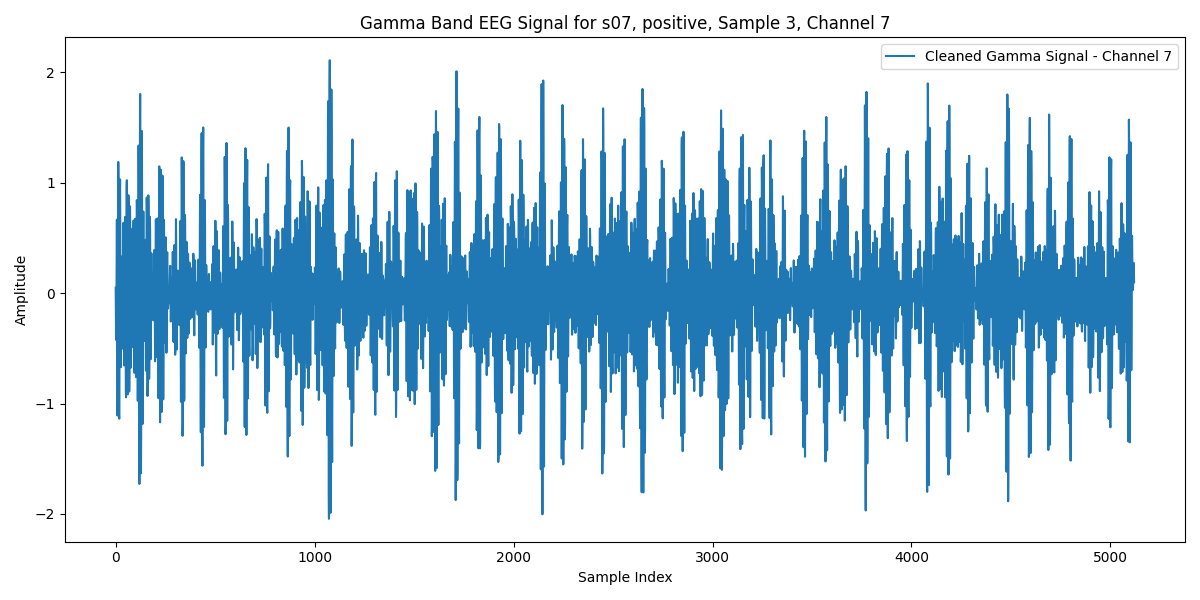 Gamma Band EEG Signal for s07, positive, Sample 3, Channel 7
Cleaned Gamma Signal - Channel 7
2
1
0
−1
−2
Amplitude
0 1000 2000 3000 4000 5000
Sample Index